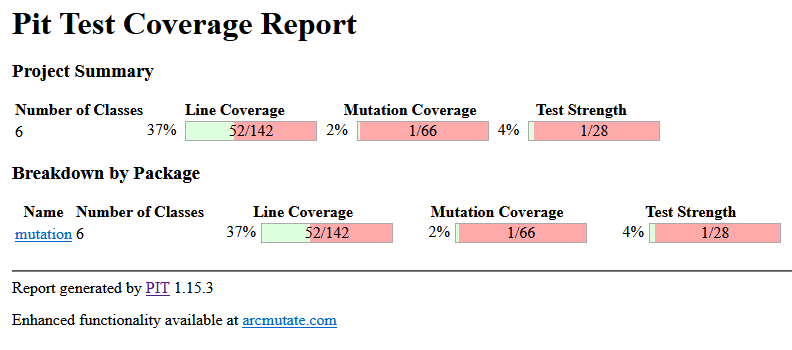 Pit Test Coverage Report
Project Summary
Number of Classes Line Coverage Mutation Coverage Test Strength
6 37% 52/142 2% 1/66 4% 1/28
Breakdown by Package
Name Number of Classes Line Coverage Mutation Coverage Test Strength
mutation 6 37% 52/142 2% 1/66 4% 1/28
Report generated by PIT 1.15.3
Enhanced functionality available at arcmutate.com